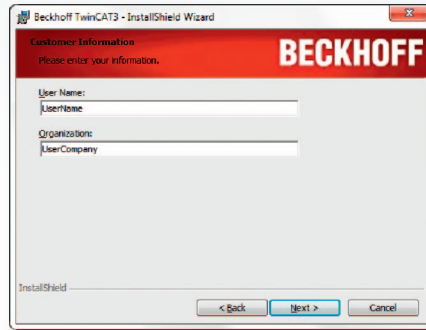 Beckhoff TwinCAT3 - InstallShield Wizard
Customer Information
Please enter your information.
BECKHOFF
User Name:
UserName
Organization:
UserCompany
InstallShield
< Back
Next >
Cancel